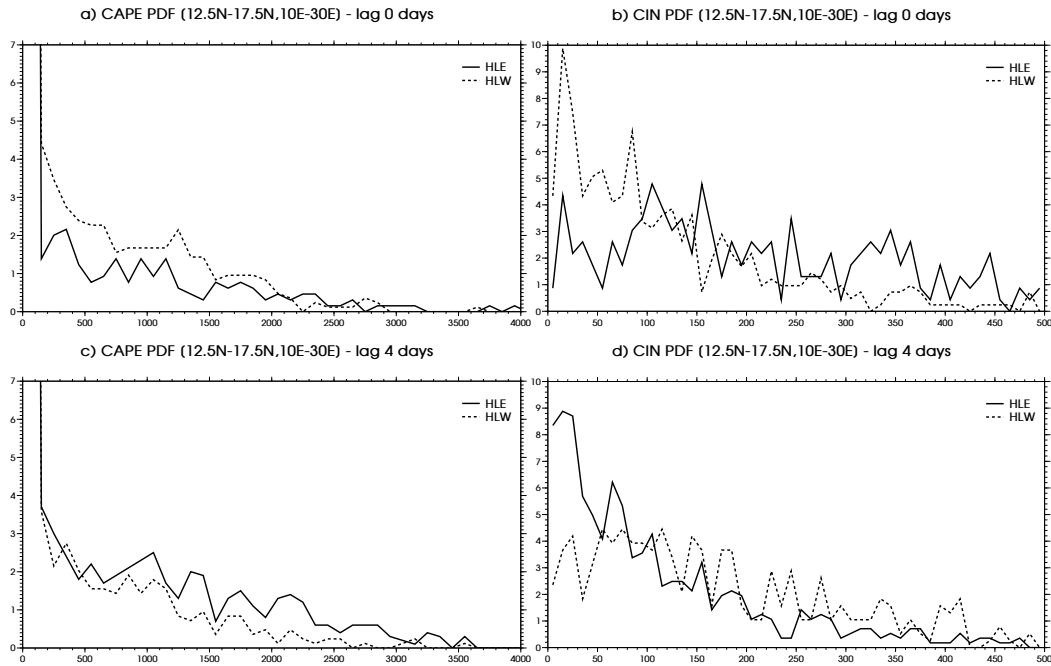 a) CAPE PDF [12.5N-17.5N,10E-30E] - lag 0 days
7
6
5
4
3
2
1
0
0 500 1000 1500 2000 2500 3000 3500 4000
HLE
HLW
b) CIN PDF [12.5N-17.5N,10E-30E] - lag 0 days
10
9
8
7
6
5
4
3
2
1
0
0 50 100 150 200 250 300 350 400 450 500
HLE
HLW
c) CAPE PDF [12.5N-17.5N,10E-30E] - lag 4 days
7
6
5
4
3
2
1
0
0 500 1000 1500 2000 2500 3000 3500 4000
HLE
HLW
d) CIN PDF [12.5N-17.5N,10E-30E] - lag 4 days
10
9
8
7
6
5
4
3
2
1
0
0 50 100 150 200 250 300 350 400 450 500
HLE
HLW